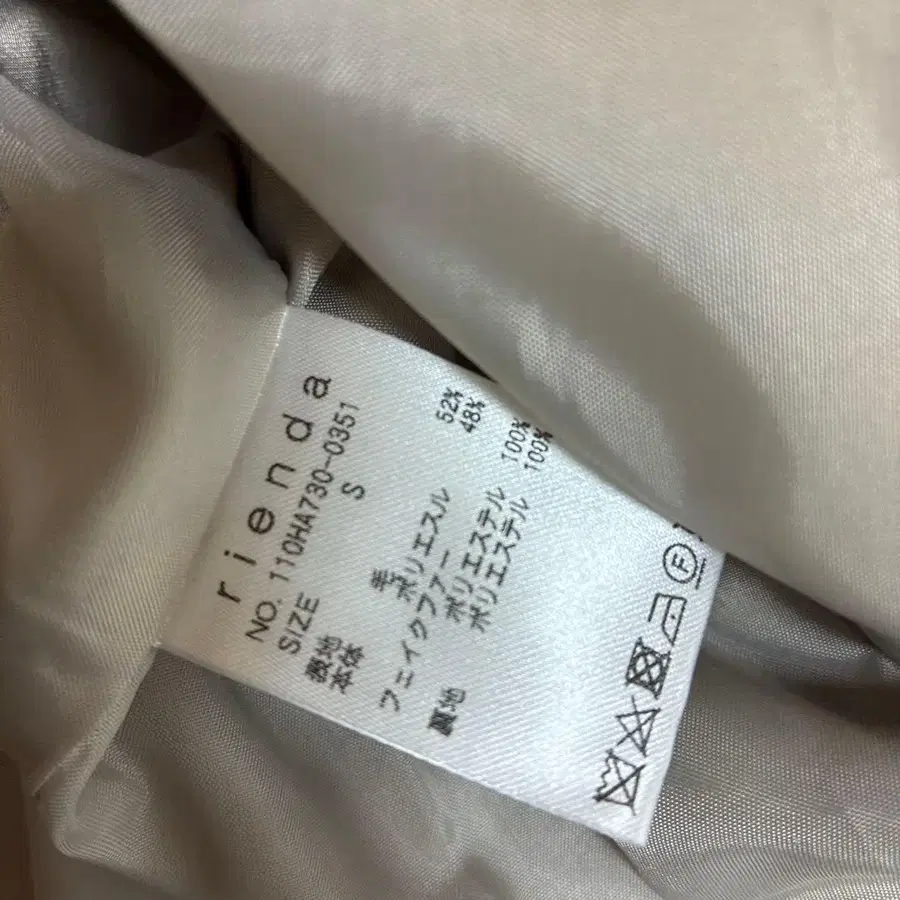 rienda
NO. 110HA730-0351
SIZE S
表地
本体 毛 52%
ポリエスル 48%
フェイクファー ポリエステル 100%
裏地 ポリエステル 100%
F